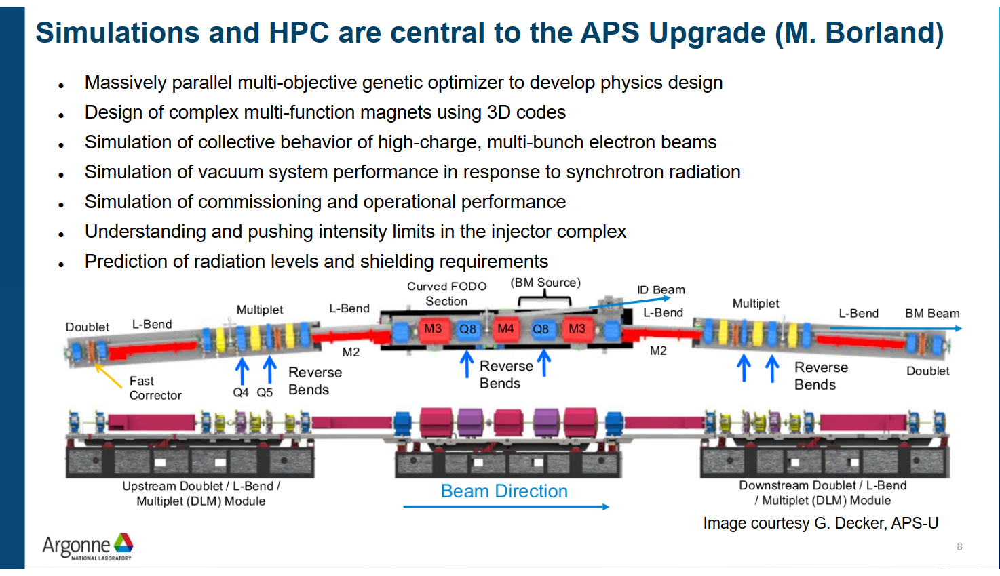 Simulations and HPC are central to the APS Upgrade (M. Borland)
• Massively parallel multi-objective genetic optimizer to develop physics design
• Design of complex multi-function magnets using 3D codes
• Simulation of collective behavior of high-charge, multi-bunch electron beams
• Simulation of vacuum system performance in response to synchrotron radiation
• Simulation of commissioning and operational performance
• Understanding and pushing intensity limits in the injector complex
• Prediction of radiation levels and shielding requirements
Doublet
L-Bend
Multiplet
L-Bend
Curved FODO
Section
(BM Source)
ID Beam
L-Bend
Multiplet
L-Bend
BM Beam
M3
Q8
M4
Q8
M3
M2
M2
Fast
Corrector
Q4
Q5
Reverse
Bends
Reverse
Bends
Reverse
Bends
Doublet
Upstream Doublet / L-Bend /
Multiplet (DLM) Module
Beam Direction
Downstream Doublet / L-Bend
/ Multiplet (DLM) Module
Image courtesy G. Decker, APS-U
Argonne
NATIONAL LABORATORY
8